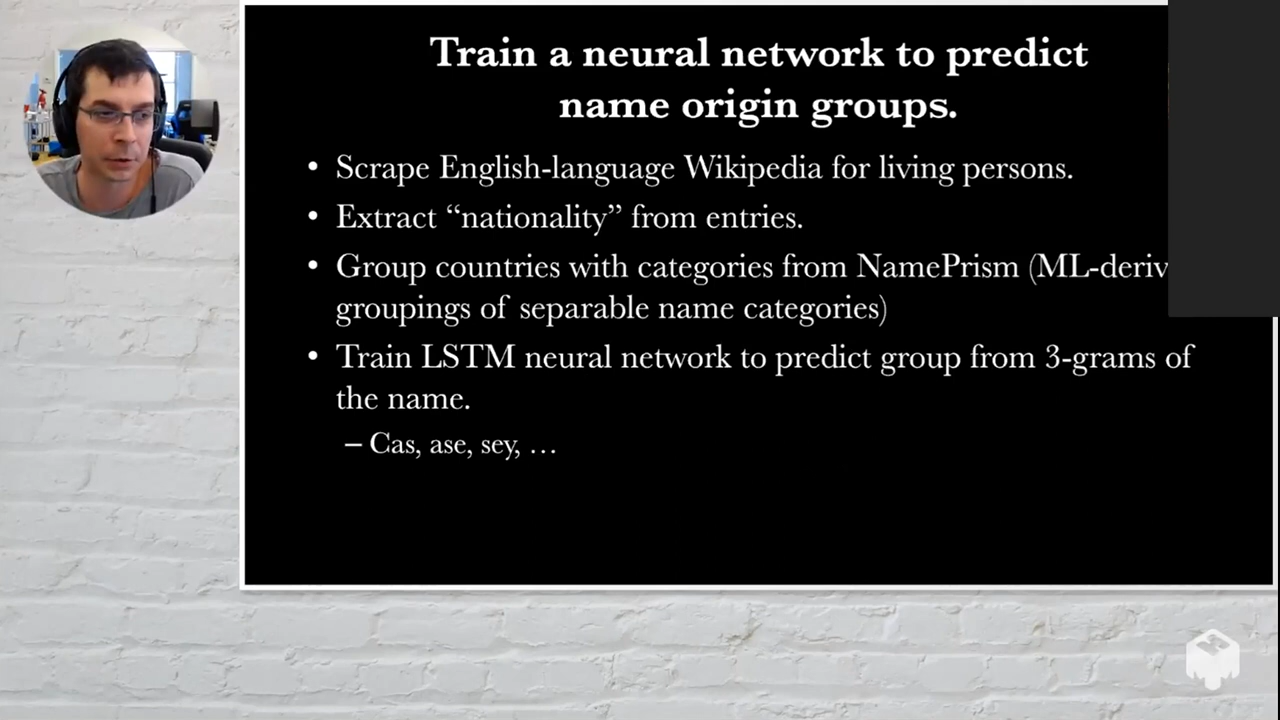 Train a neural network to predict
name origin groups.
• Scrape English-language Wikipedia for living persons.
• Extract “nationality” from entries.
• Group countries with categories from NamePrism (ML-deriv
groupings of separable name categories)
• Train LSTM neural network to predict group from 3-grams of
the name.
– Cas, ase, sey, …